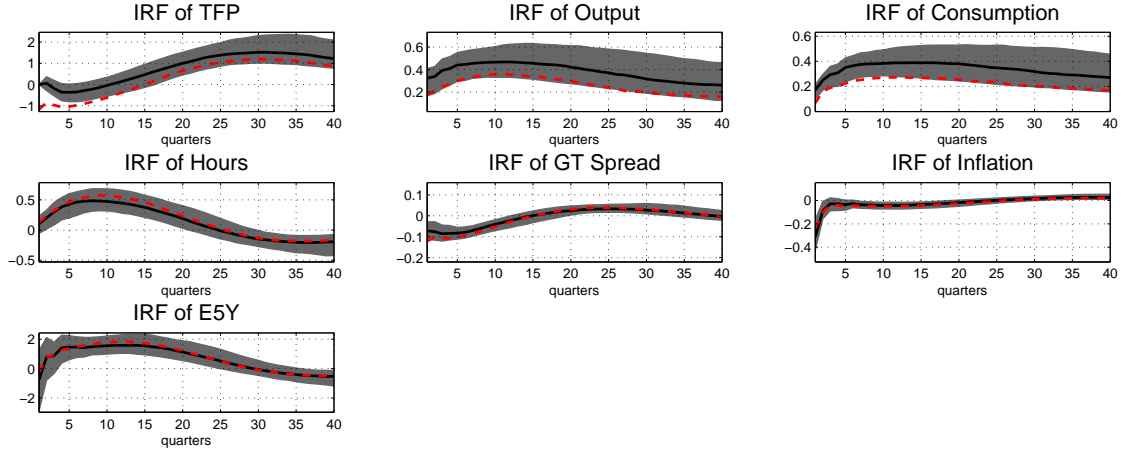 IRF of TFP
2
1
0
−1
5 10 15 20 25 30 35 40
quarters
IRF of Output
0.6
0.4
0.2
5 10 15 20 25 30 35 40
quarters
IRF of Consumption
0.6
0.4
0.2
0
5 10 15 20 25 30 35 40
quarters
IRF of Hours
0.5
0
−0.5
5 10 15 20 25 30 35 40
quarters
IRF of GT Spread
0.1
0
−0.1
−0.2
5 10 15 20 25 30 35 40
quarters
IRF of Inflation
0
−0.2
−0.4
5 10 15 20 25 30 35 40
quarters
IRF of E5Y
2
0
−2
5 10 15 20 25 30 35 40
quarters